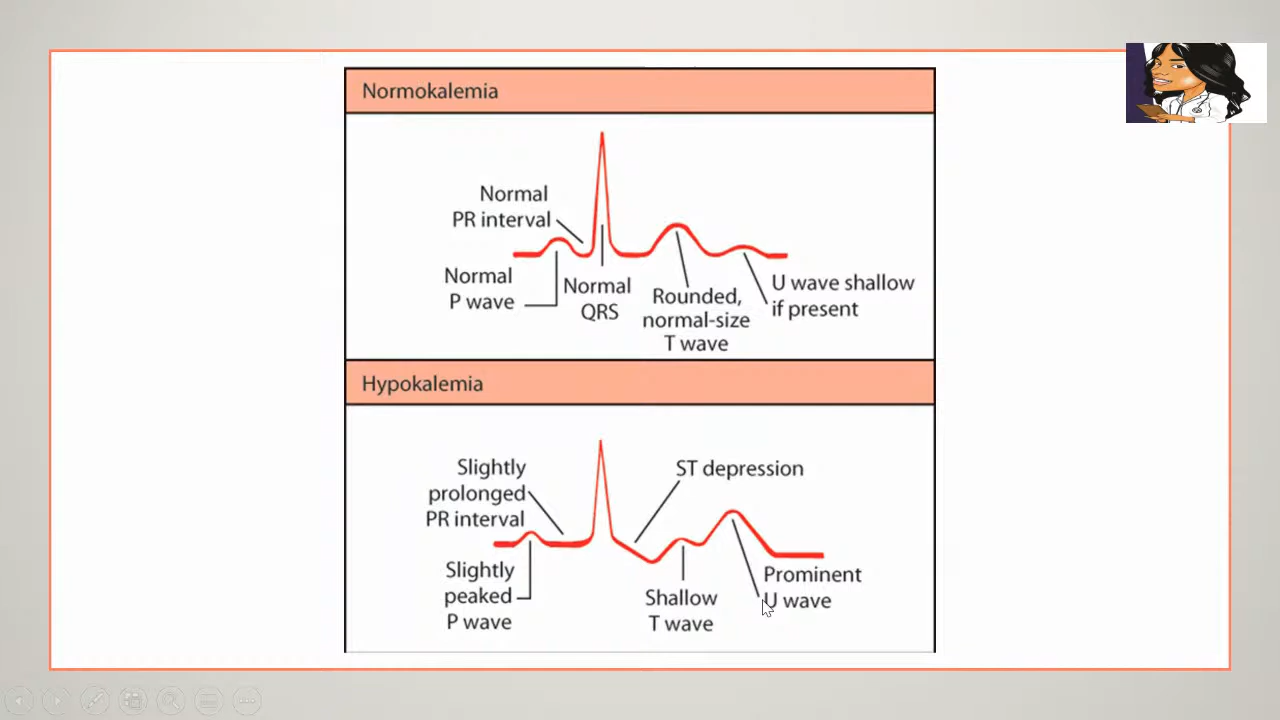 Normokalemia
Normal
PR interval
Normal
P wave
Normal
QRS
Rounded,
normal-size
T wave
U wave shallow
if present
Hypokalemia
Slightly
prolonged
PR interval
ST depression
Slightly
peaked
P wave
Shallow
T wave
Prominent
U wave